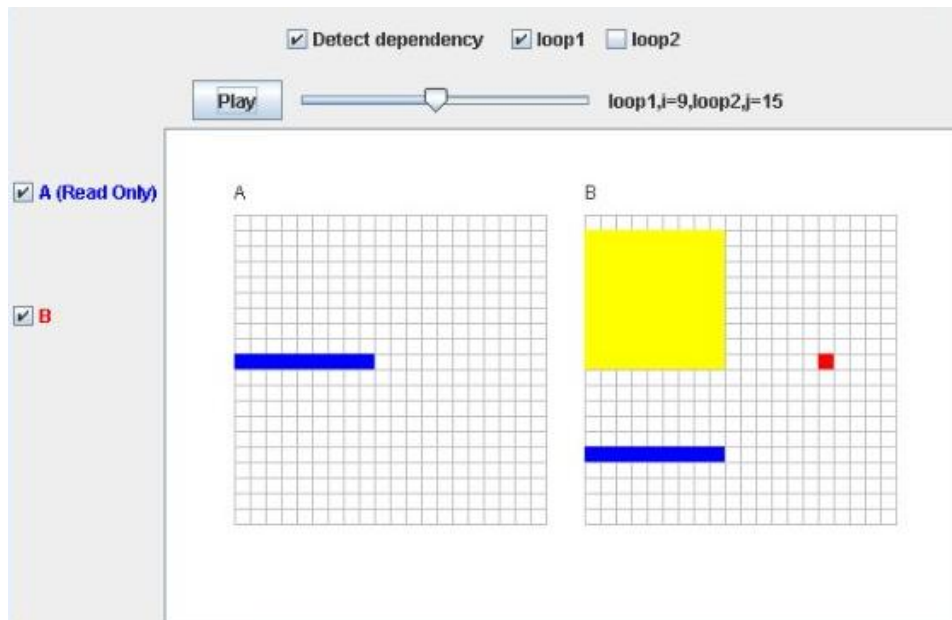 Detect dependency loop1 loop2
Play loop1,i=9,loop2,j=15
A (Read Only)
A B
B